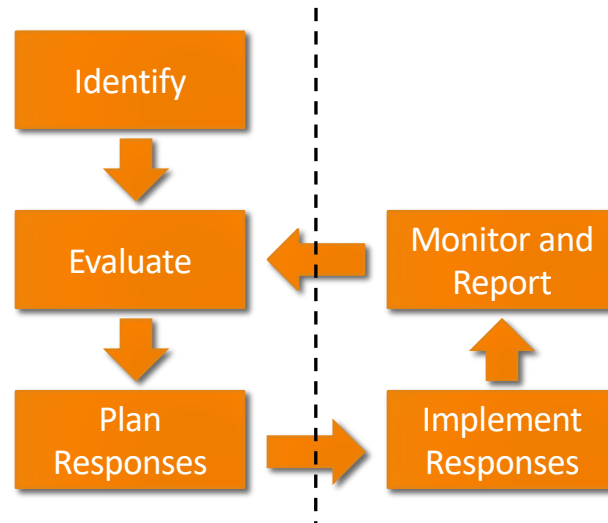 Identify
Evaluate
Plan
Responses
Monitor and
Report
Implement
Responses